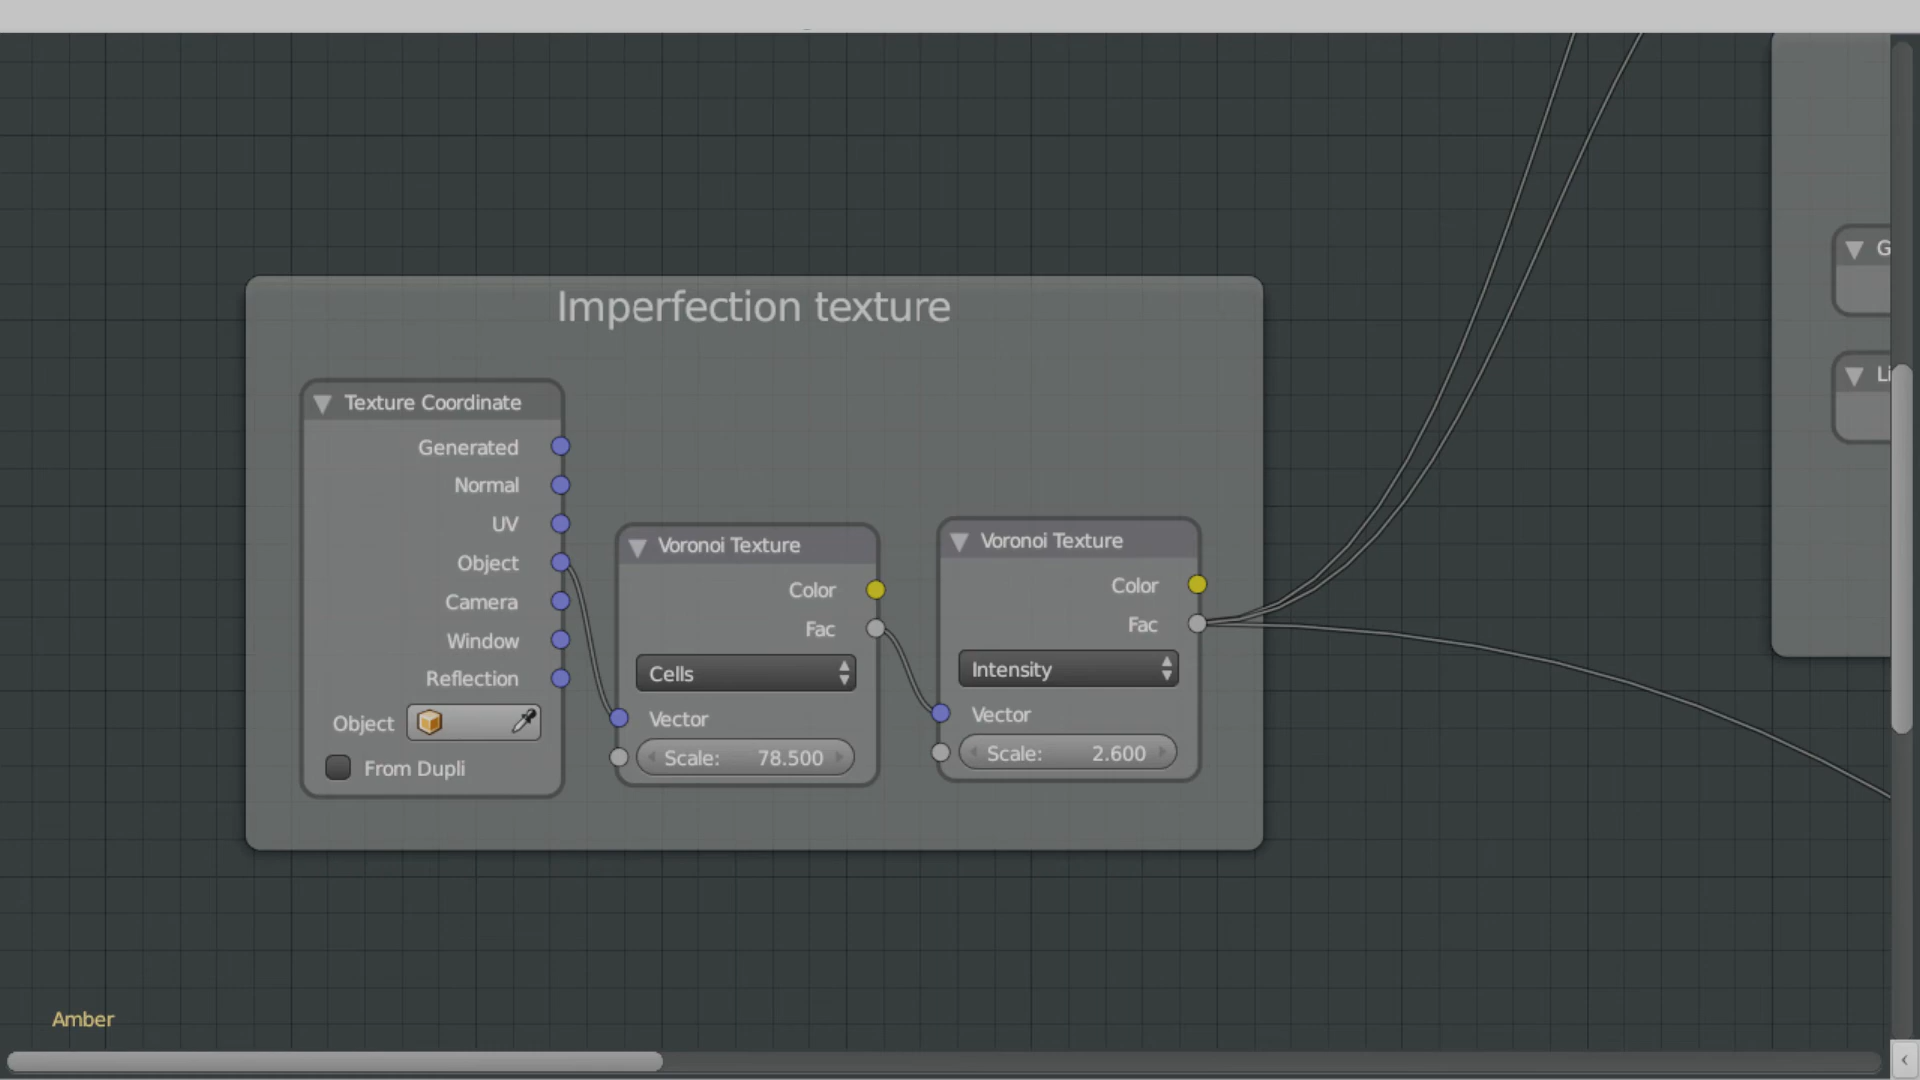 Imperfection texture
Texture Coordinate
Generated
Normal
UV
Object
Camera
Window
Reflection
Object
From Dupli
Voronoi Texture
Color
Fac
Cells
Vector
Scale: 78.500
Voronoi Texture
Color
Fac
Intensity
Vector
Scale: 2.600
G
Li
Amber